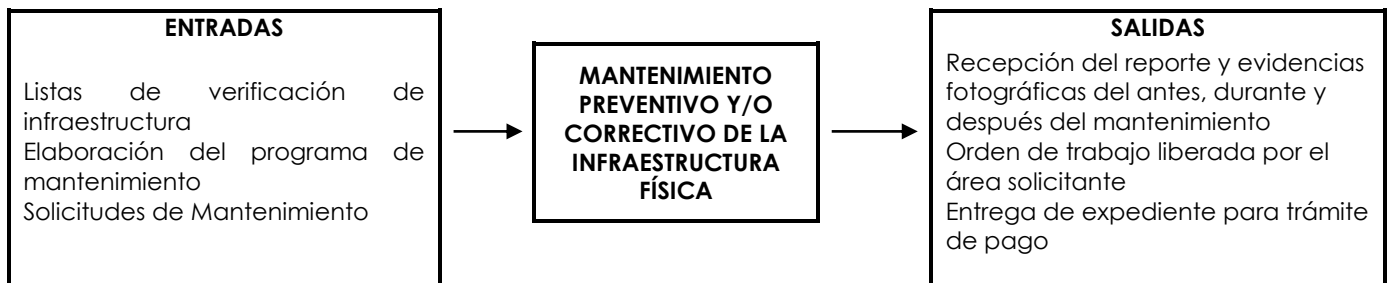 ENTRADAS
Listas de verificación de
infraestructura
Elaboración del programa de
mantenimiento
Solicitudes de Mantenimiento
MANTENIMIENTO
PREVENTIVO Y/O
CORRECTIVO DE LA
INFRAESTRUCTURA
FÍSICA
SALIDAS
Recepción del reporte y evidencias
fotográficas del antes, durante y
después del mantenimiento
Orden de trabajo liberada por el
área solicitante
Entrega de expediente para trámite
de pago